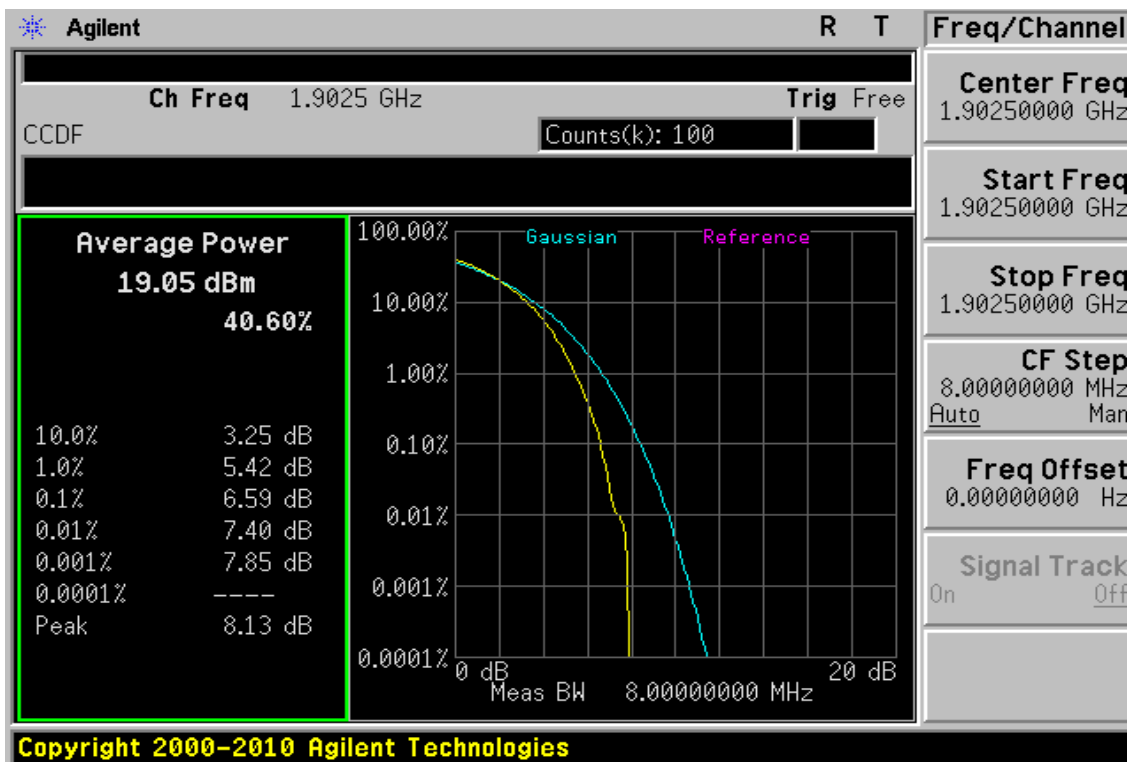 Agilent R T
Ch Freq 1.9025 GHz Trig Free
CCDF Counts(k): 100
Average Power
19.05 dBm
40.60%
10.0% 3.25 dB
1.0% 5.42 dB
0.1% 6.59 dB
0.01% 7.40 dB
0.001% 7.85 dB
0.0001% ----
Peak 8.13 dB
Gaussian Reference
100.00%
10.00%
1.00%
0.10%
0.01%
0.001%
0.0001%
0 dB 20 dB
Meas BW 8.00000000 MHz
Freq/Channel
Center Freq
1.90250000 GHz
Start Freq
1.90250000 GHz
Stop Freq
1.90250000 GHz
CF Step
8.00000000 MHz
Auto Man
Freq Offset
0.00000000 Hz
Signal Track
On Off
Copyright 2000-2010 Agilent Technologies